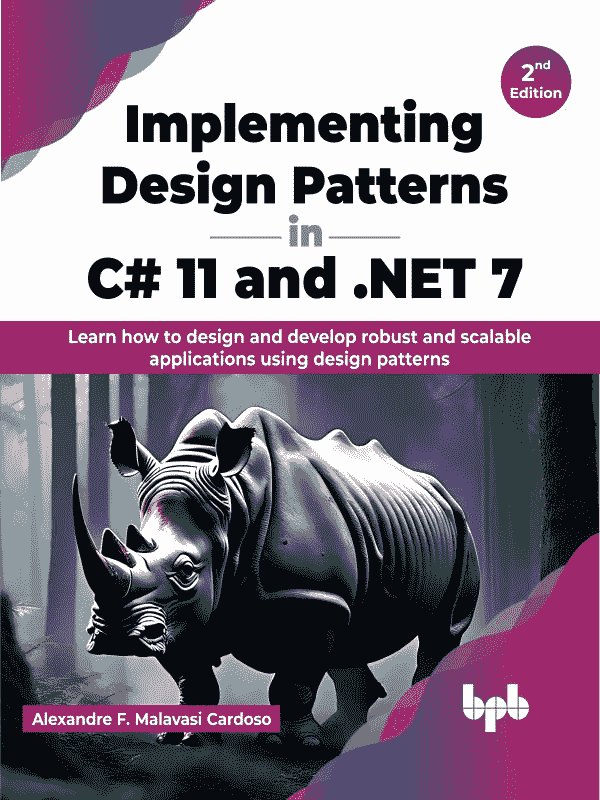 2nd
Edition
Implementing
Design Patterns
in
C# 11 and .NET 7
Learn how to design and develop robust and scalable
applications using design patterns
Alexandre F. Malavasi Cardoso
bpb